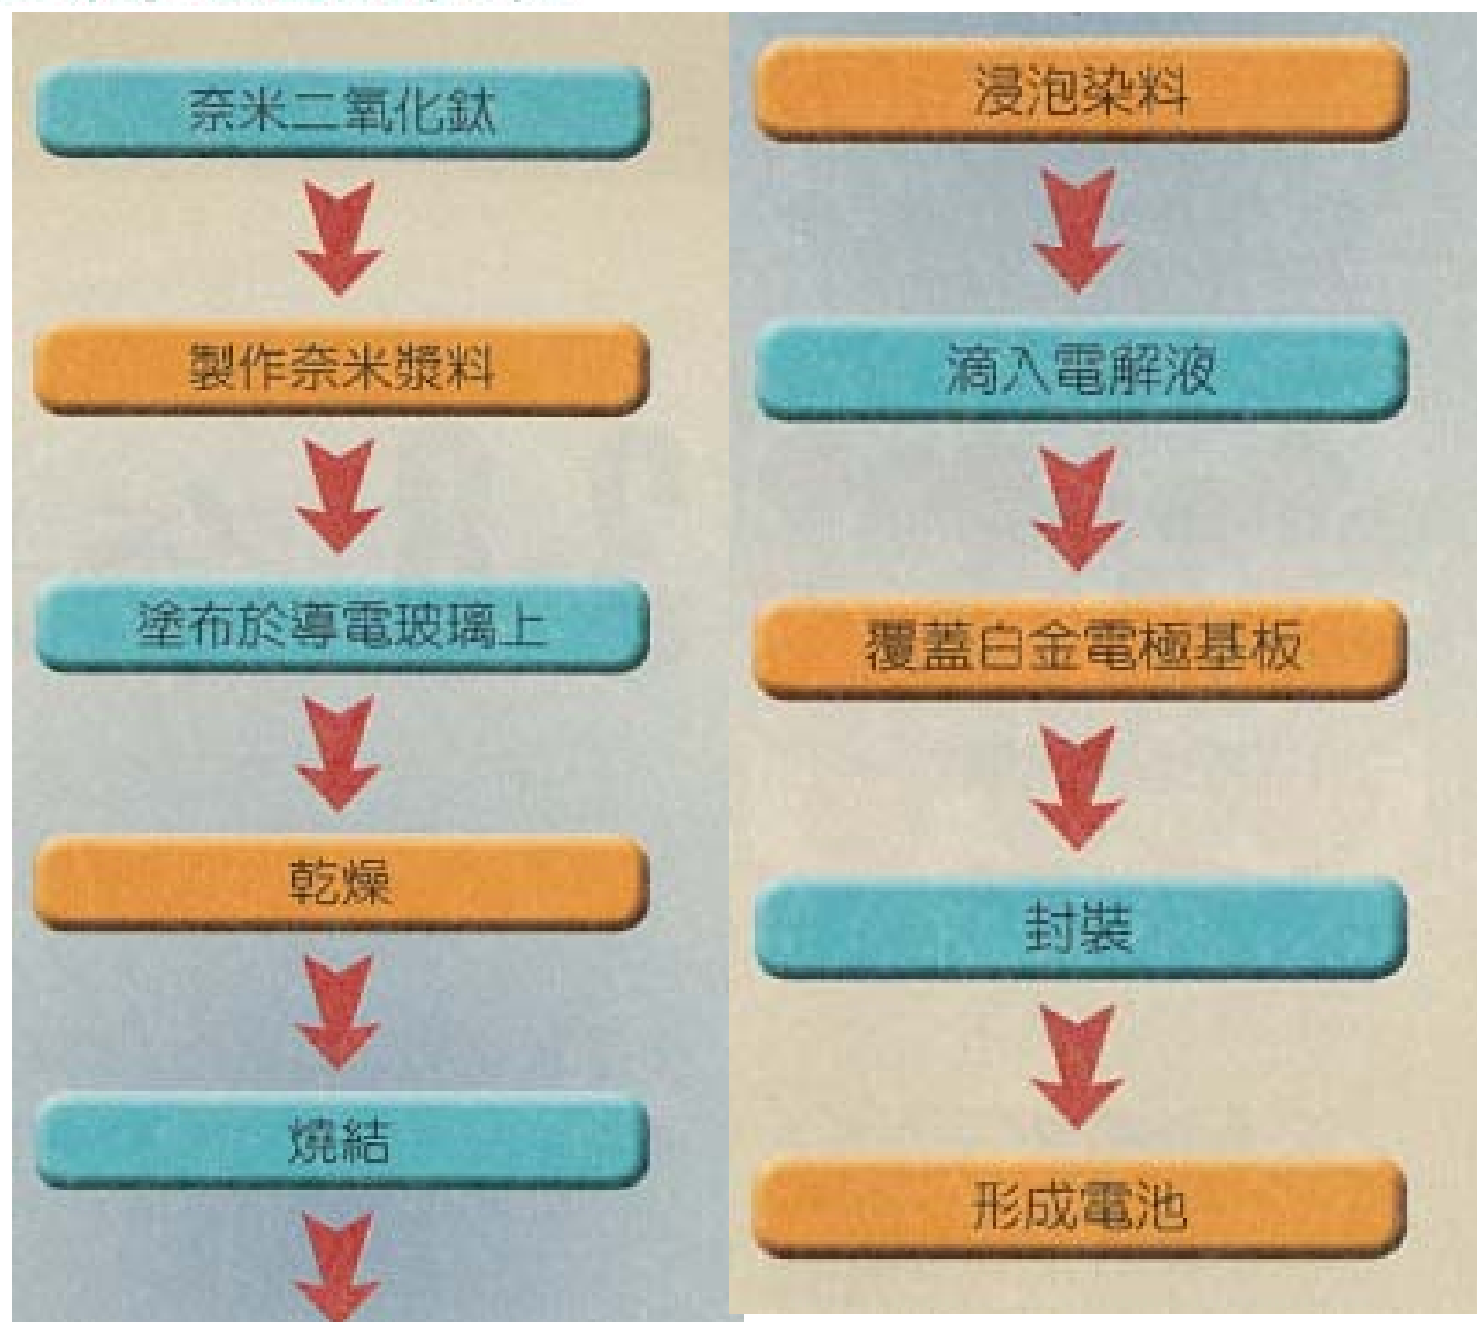 奈米二氧化鈦
製作奈米漿料
塗布於導電玻璃上
乾燥
燒結
浸泡染料
滴入電解液
覆蓋白金電極基板
封裝
形成電池